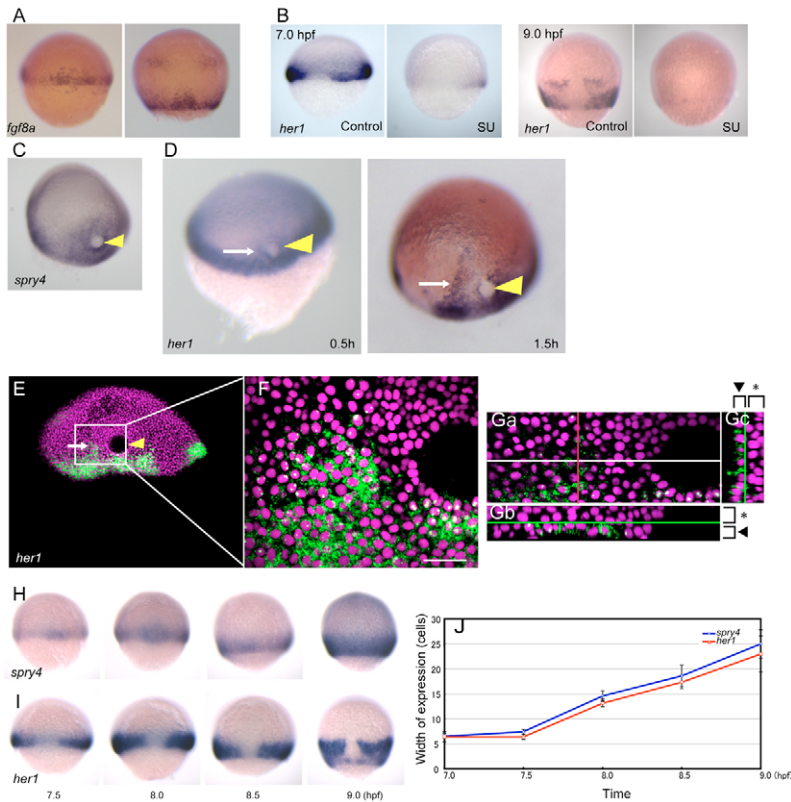 A
fgf8a
B
7.0 hpf
her1
Control
SU
9.0 hpf
her1
Control
SU
C
spry4
D
her1
0.5h
1.5h
E
her1
F
Ga
Gc
*
Gb
*
H
spry4
I
her1
7.5
8.0
8.5
9.0 (hpf)
J
spry4
her1
Width of expression (cells)
30
25
20
15
10
5
0
7.0
7.5
8.0
8.5
9.0 (hpf)
Time